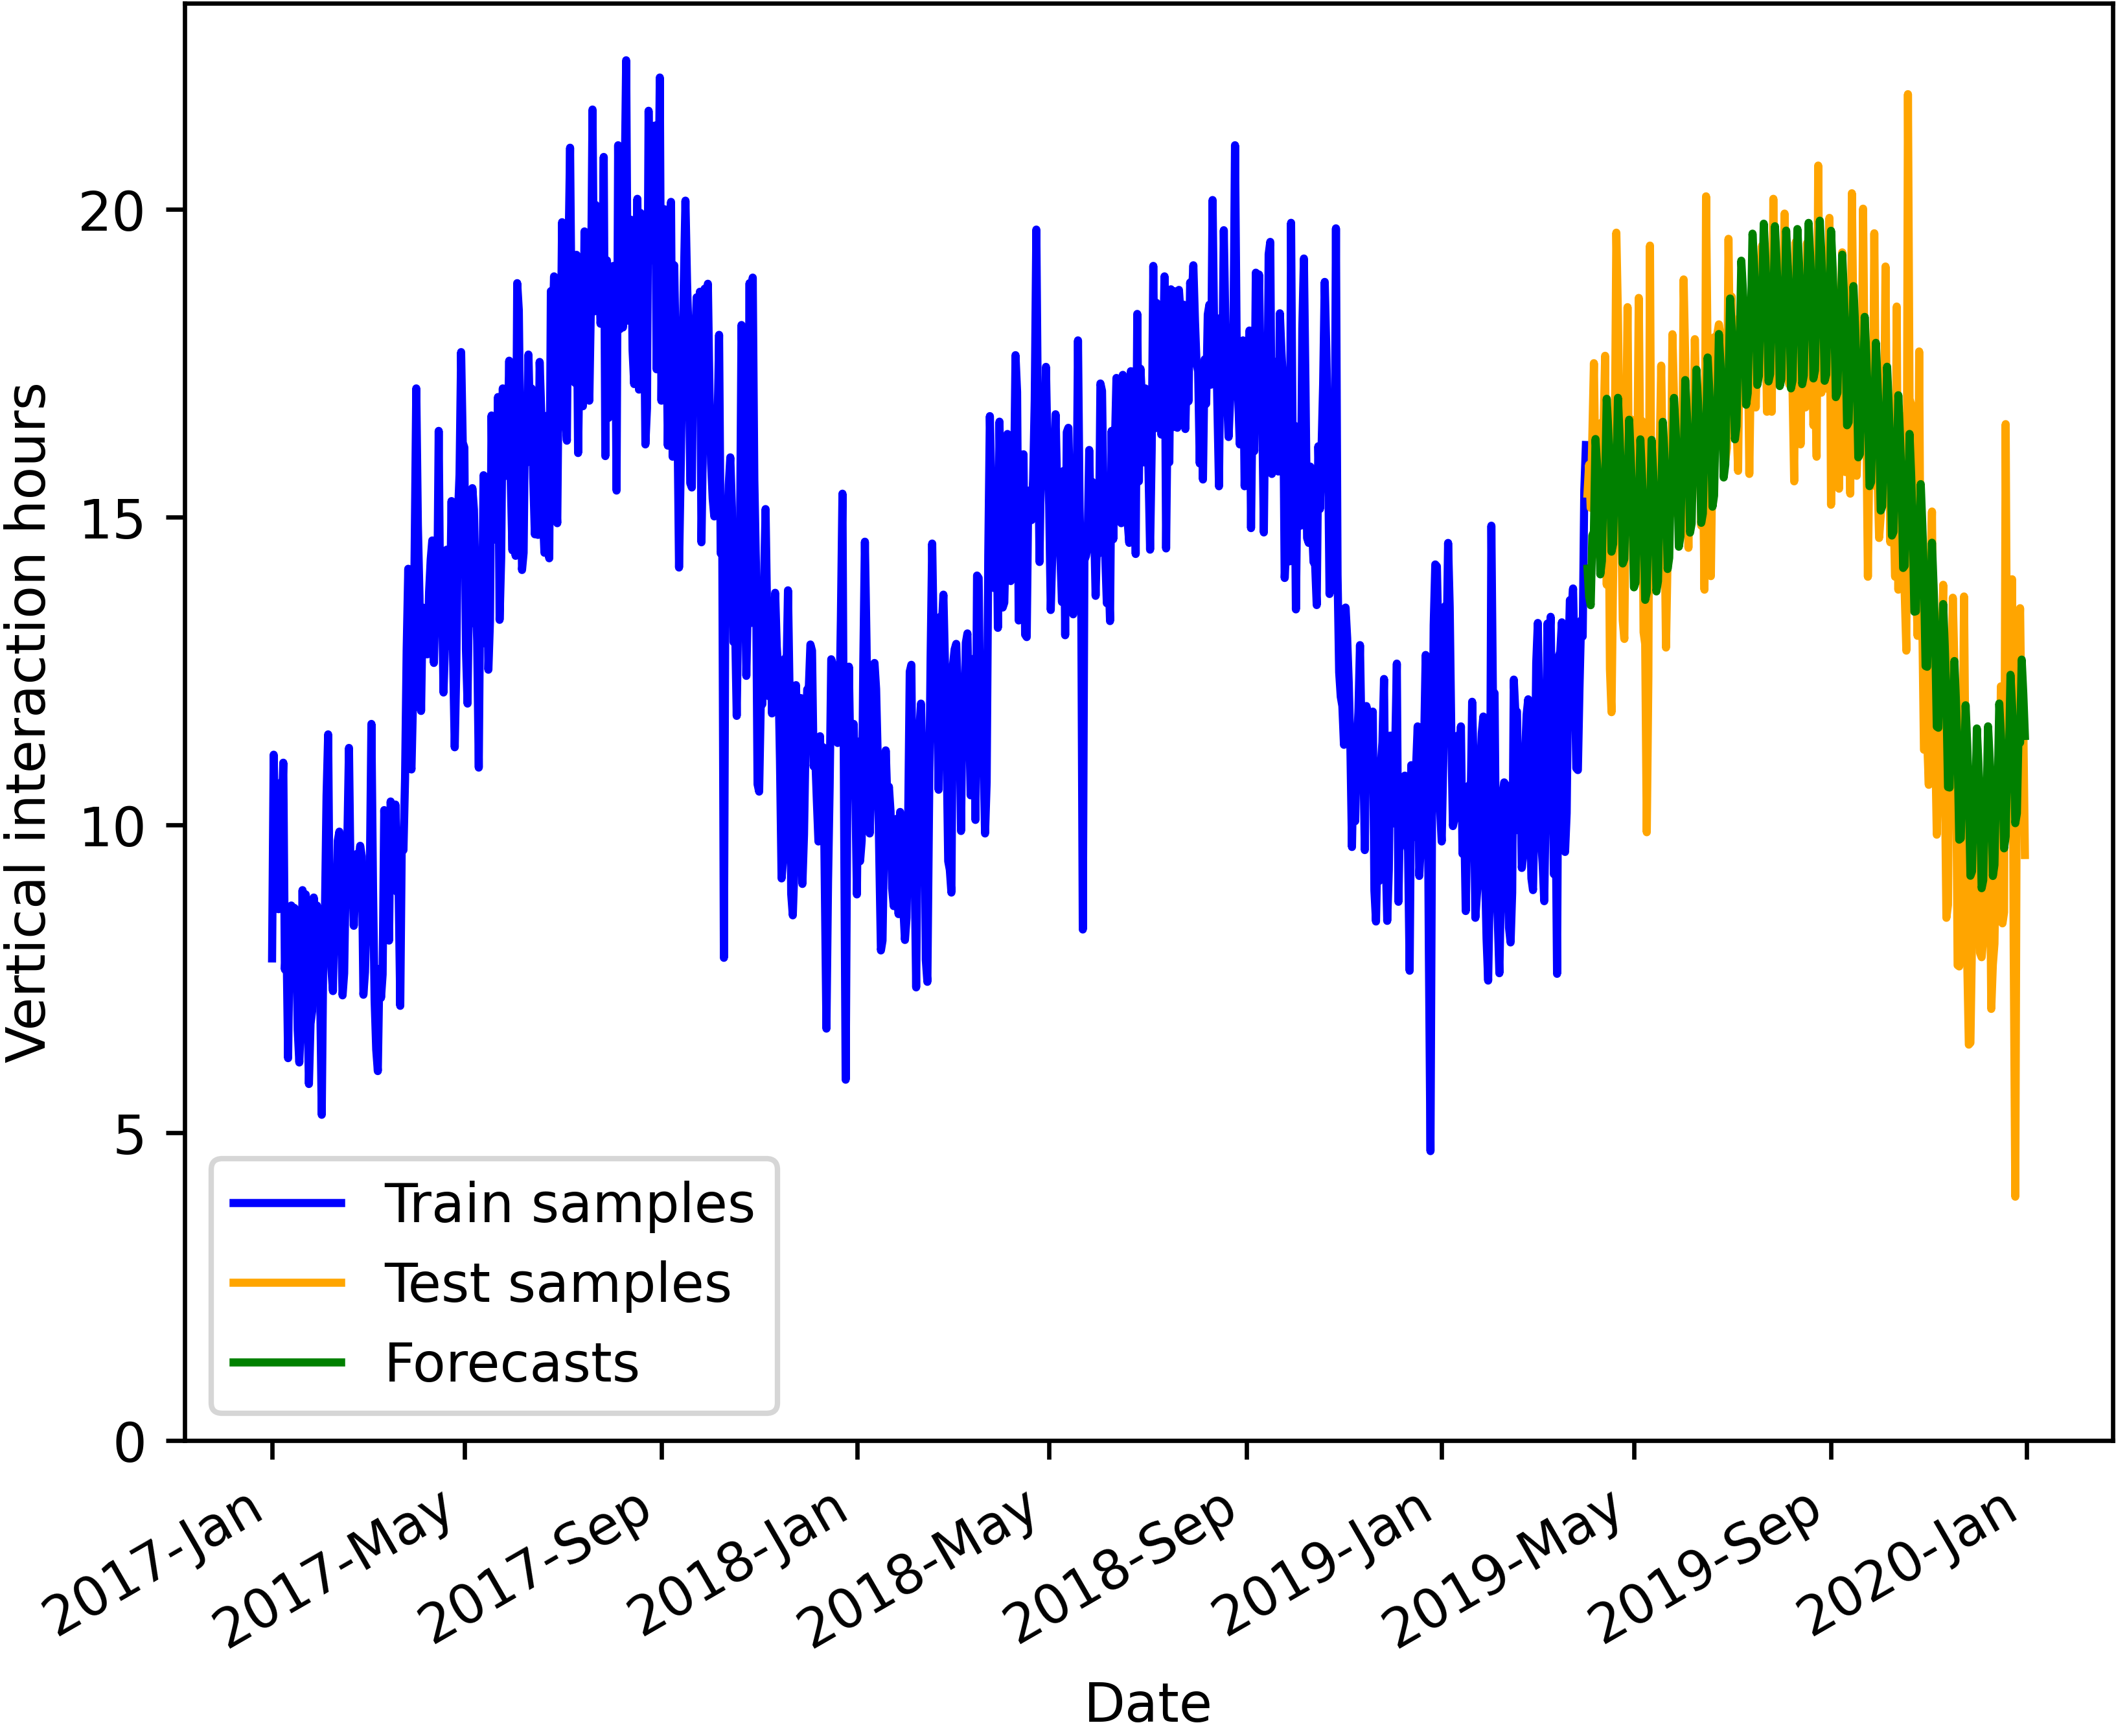 Vertical interaction hours
20
15
10
5
0
Train samples
Test samples
Forecasts
2017-Jan
2017-May
2017-Sep
2018-Jan
2018-May
2018-Sep
2019-Jan
2019-May
2019-Sep
2020-Jan
Date